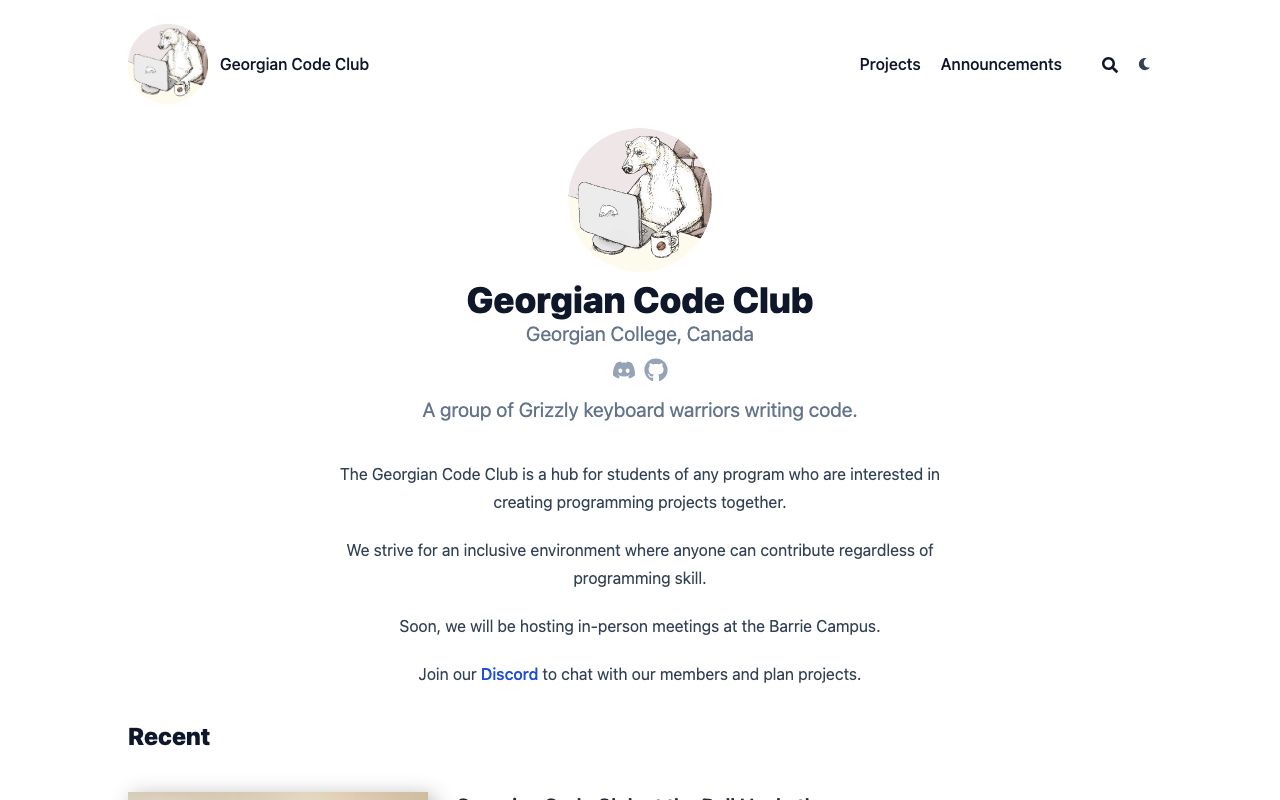 Georgian Code Club
Projects
Announcements
Georgian Code Club
Georgian College, Canada
A group of Grizzly keyboard warriors writing code.
The Georgian Code Club is a hub for students of any program who are interested in
creating programming projects together.
We strive for an inclusive environment where anyone can contribute regardless of
programming skill.
Soon, we will be hosting in-person meetings at the Barrie Campus.
Join our Discord to chat with our members and plan projects.
Recent